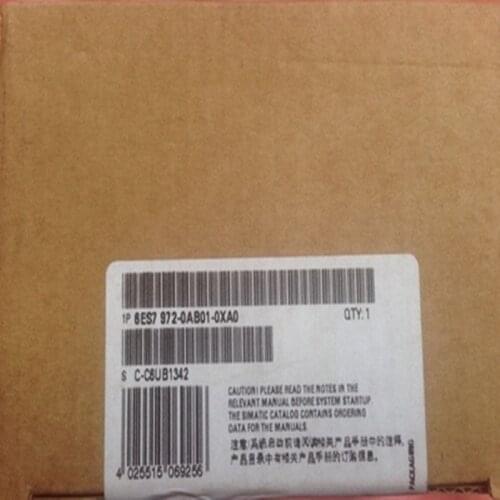 1P 6ES7 972-0AB01-0XA0 QTY: 1
S C-C6UB1342
CAUTION! PLEASE READ THE NOTES IN THE
RELEVANT MANUAL BEFORE SYSTEM STARTUP.
THE SIMATIC CATALOG CONTAINS ORDERING
DATA FOR THE MANUALS.
注意:系统启动前请阅读相关产品手册中的注释,
产品目录中有相关产品手册的订购信息。
4 025515 069256
PACKAGING